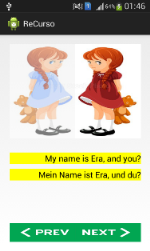 01:46
ReCurso
My name is Era, and you?
Mein Name ist Era, und du?
PREV NEXT